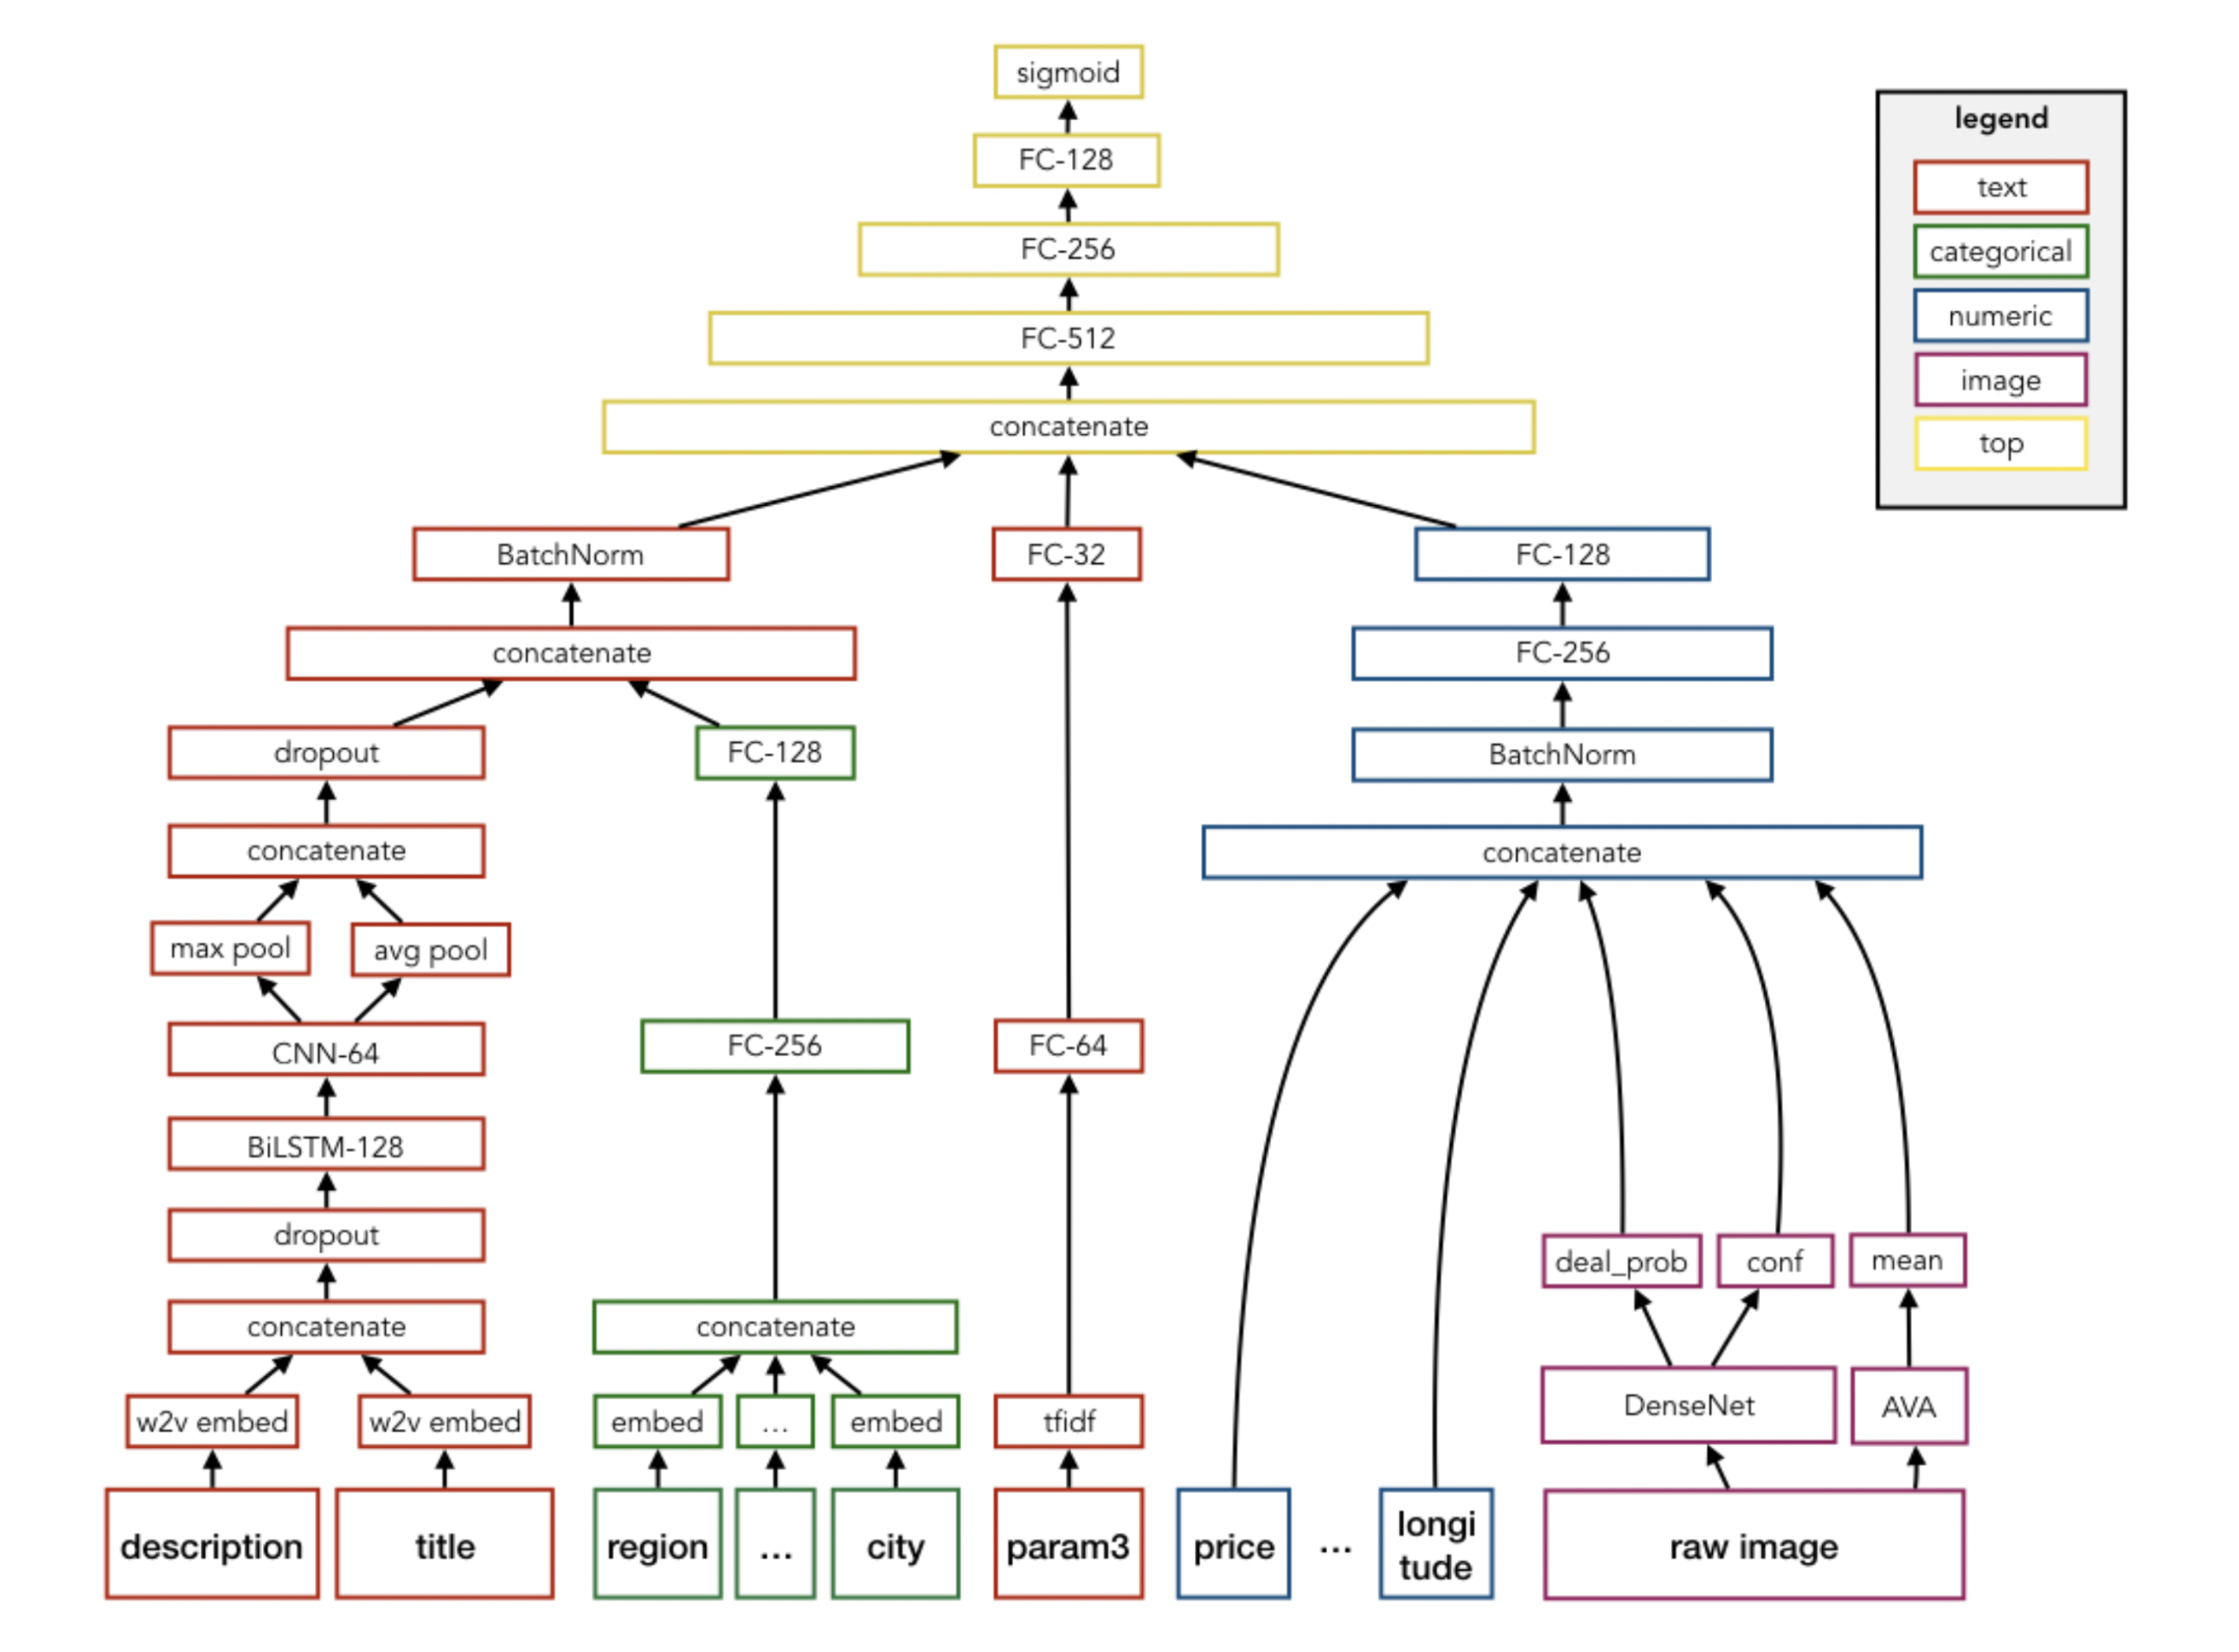 sigmoid
FC-128
FC-256
FC-512
concatenate
legend
text
categorical
numeric
image
top
BatchNorm
FC-32
FC-128
concatenate
FC-256
dropout
FC-128
BatchNorm
concatenate
concatenate
max pool
avg pool
CNN-64
FC-256
FC-64
BiLSTM-128
dropout
deal_prob
conf
mean
concatenate
concatenate
DenseNet
AVA
w2v embed
w2v embed
embed
...
embed
tfidf
description
title
region
...
city
param3
price
...
longi
tude
raw image